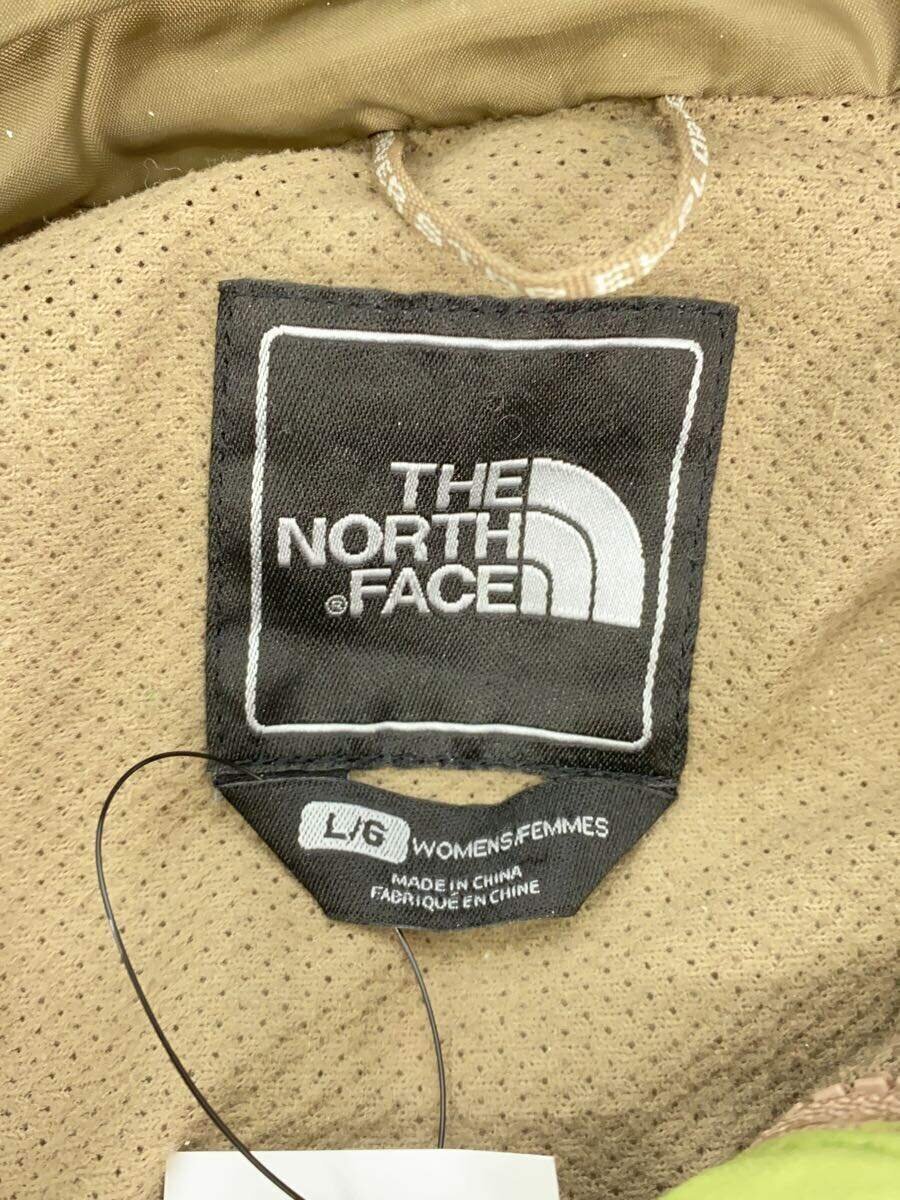 THE
NORTH
®FACE
L/G WOMENS/FEMMES
MADE IN CHINA
FABRIQUÉ EN CHINE